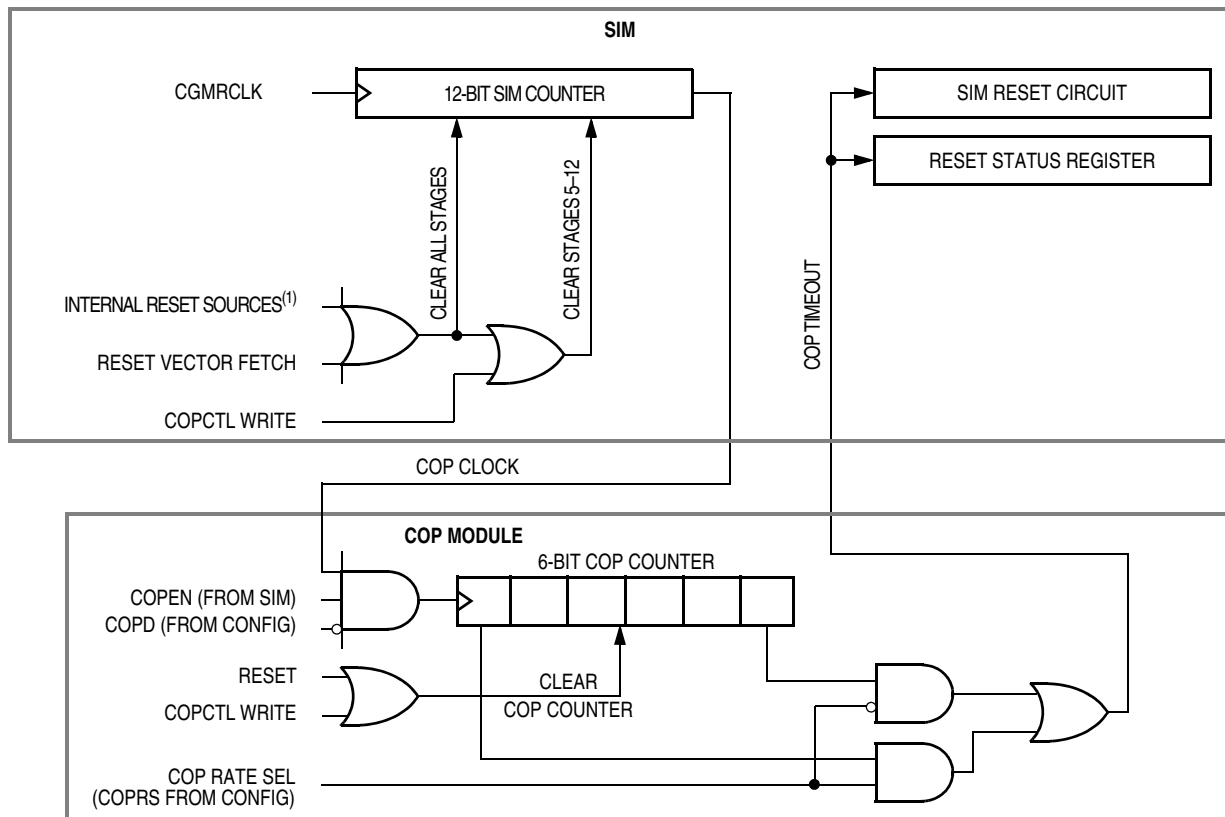 SIM
CGMRCLK
12-BIT SIM COUNTER
SIM RESET CIRCUIT
RESET STATUS REGISTER
CLEAR ALL STAGES
CLEAR STAGES 5–12
COP TIMEOUT
INTERNAL RESET SOURCES(1)
RESET VECTOR FETCH
COPCTL WRITE
COP CLOCK
COP MODULE
6-BIT COP COUNTER
COPEN (FROM SIM)
COPD (FROM CONFIG)
RESET
COPCTL WRITE
CLEAR
COP COUNTER
COP RATE SEL
(COPRS FROM CONFIG)